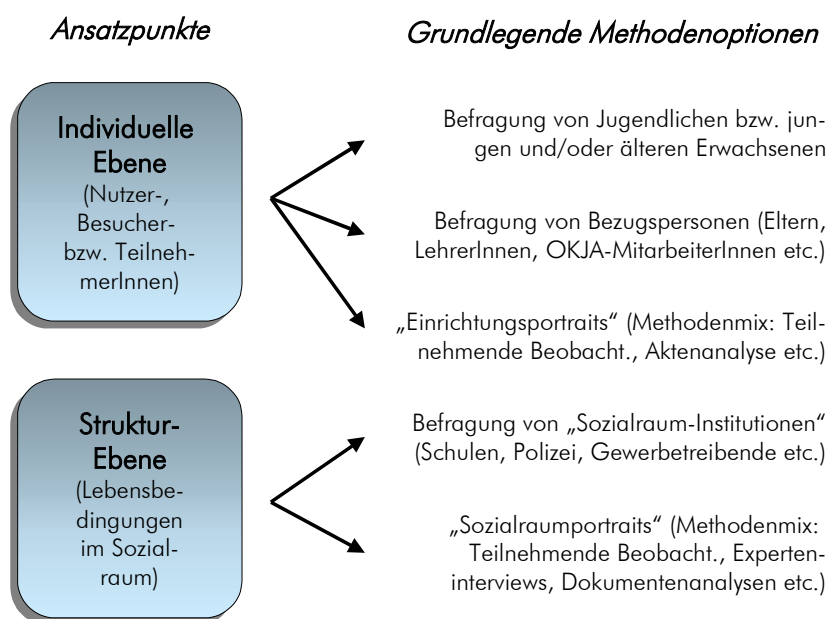 Ansatzpunkte
Grundlegende Methodenoptionen
Individuelle
Ebene
(Nutzer-,
Besucher-
bzw. Teilneh-
merInnen)
Befragung von Jugendlichen bzw. jun-
gen und/oder älteren Erwachsenen
Befragung von Bezugspersonen (Eltern,
LehrerInnen, OKJA-MitarbeiterInnen etc.)
„Einrichtungsportraits“ (Methodenmix: Teil-
nehmende Beobacht., Aktenanalyse etc.)
Struktur-
Ebene
(Lebensbe-
dingungen
im Sozial-
raum)
Befragung von „Sozialraum-Institutionen“
(Schulen, Polizei, Gewerbetreibende etc.)
„Sozialraumportraits“ (Methodenmix:
Teilnehmende Beobacht., Experten-
interviews, Dokumentenanalysen etc.)